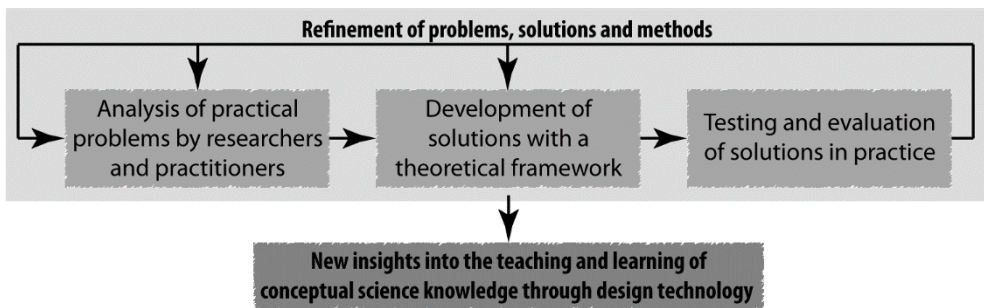 Refinement of problems, solutions and methods
Analysis of practical
problems by researchers
and practitioners
Development of
solutions with a
theoretical framework
Testing and evaluation
of solutions in practice
New insights into the teaching and learning of
conceptual science knowledge through design technology